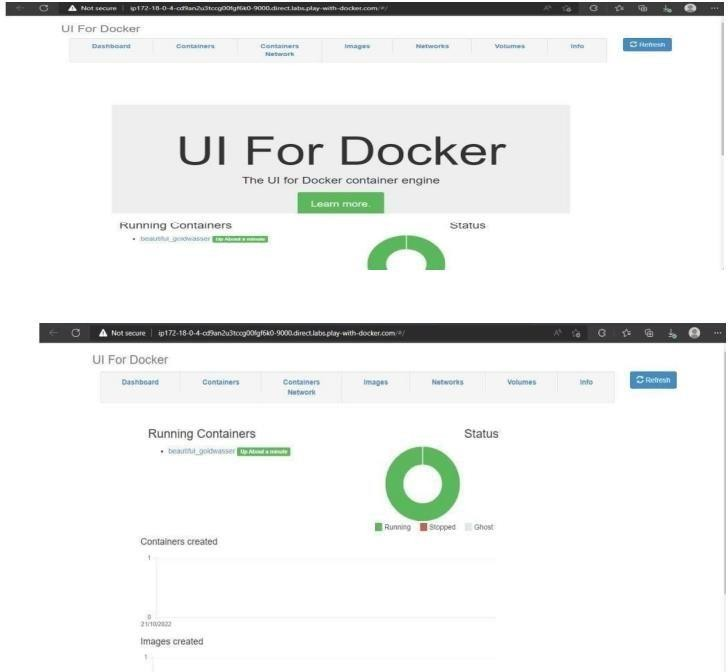 Not secure ip172-18-0-4-cd9an2u3tccg00fgf6k0-9000.direct.labs.play-with-docker.com/#/
UI For Docker
Dashboard Containers Containers Network Images Networks Volumes Info Refresh
UI For Docker
The UI for Docker container engine
Learn more.
Running Containers Status
beautiful_goldwasser Up About a minute
Not secure ip172-18-0-4-cd9an2u3tccg00fgf6k0-9000.direct.labs.play-with-docker.com/#/
UI For Docker
Dashboard Containers Containers Network Images Networks Volumes Info Refresh
Running Containers Status
beautiful_goldwasser Up About a minute
Running Stopped Ghost
Containers created
1
0
21/10/2022
Images created
1